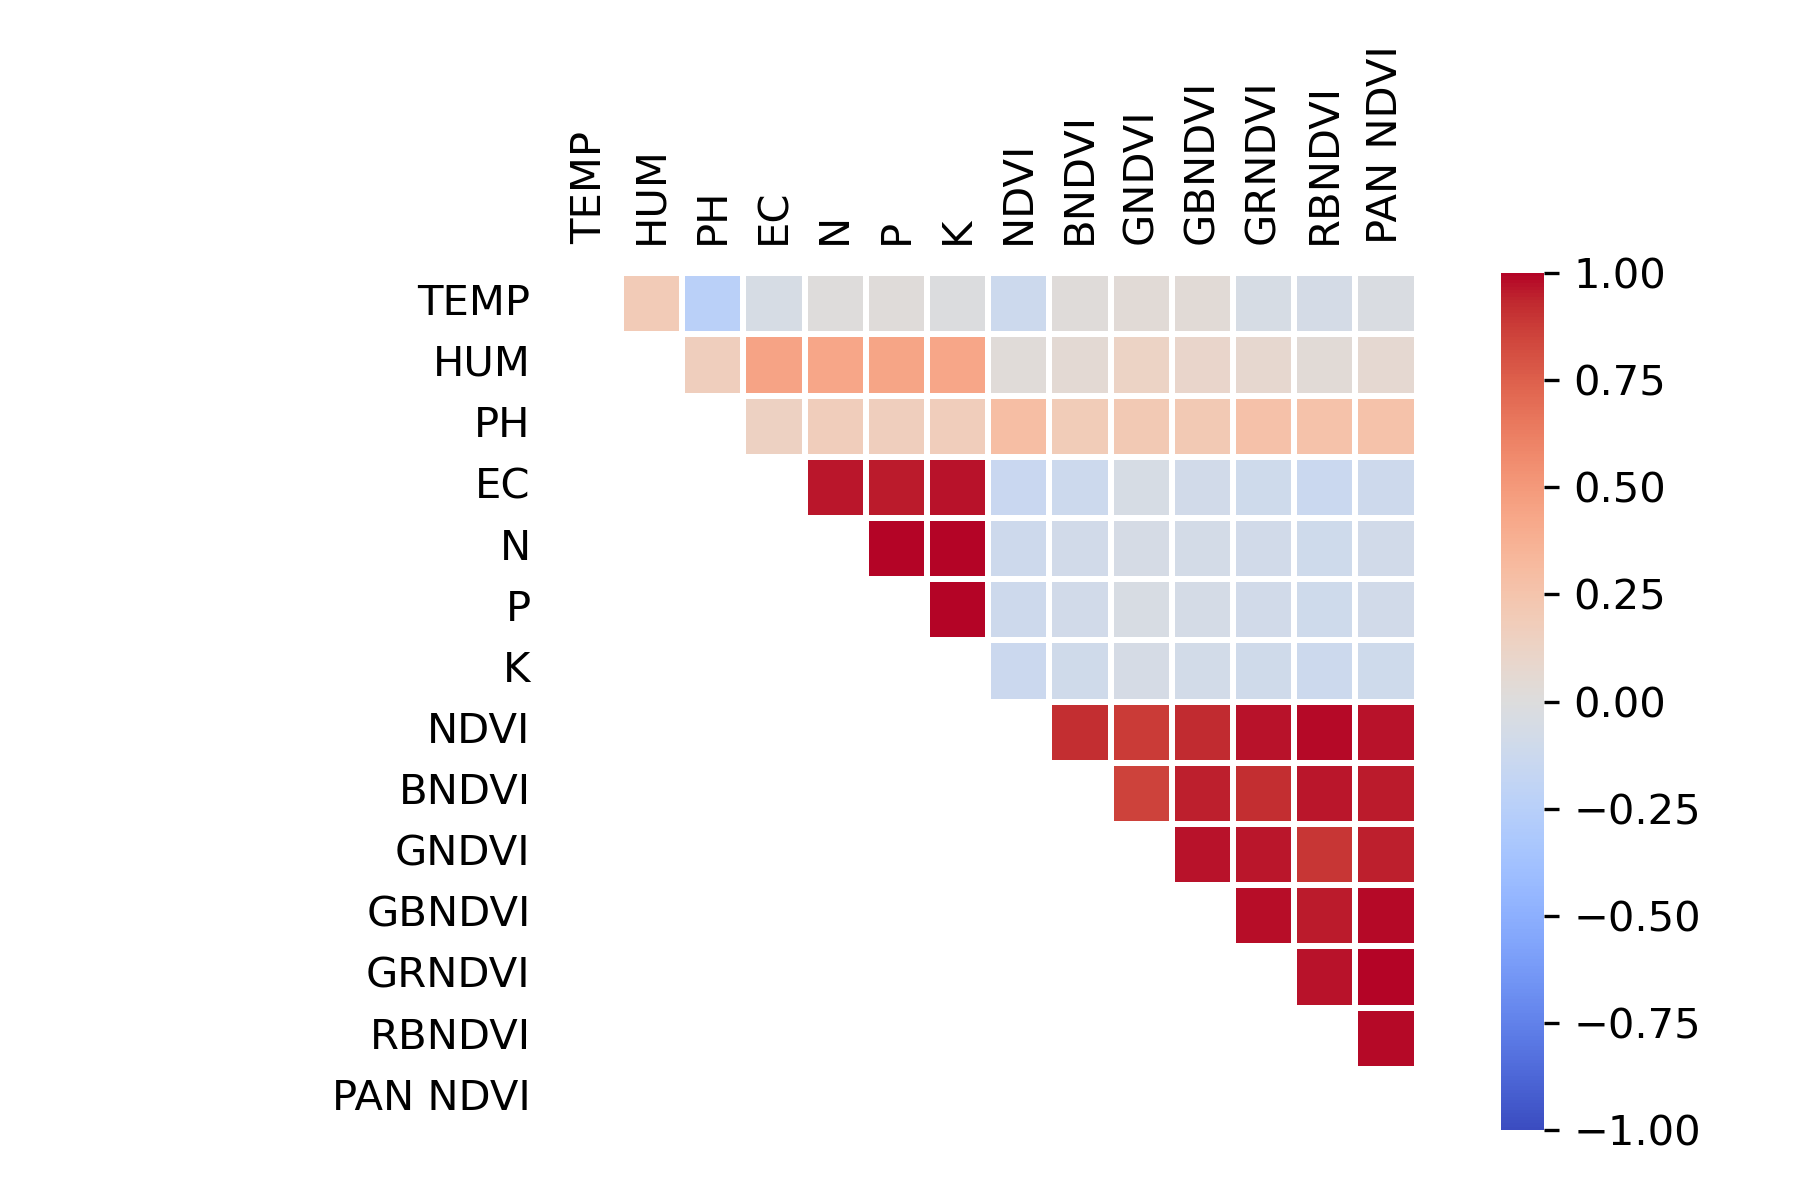 TEMP
HUM
PH
EC
N
P
K
NDVI
BNDVI
GNDVI
GBNDVI
GRNDVI
RBNDVI
PAN NDVI
TEMP
HUM
PH
EC
N
P
K
NDVI
BNDVI
GNDVI
GBNDVI
GRNDVI
RBNDVI
PAN NDVI
1.00
0.75
0.50
0.25
0.00
−0.25
−0.50
−0.75
−1.00